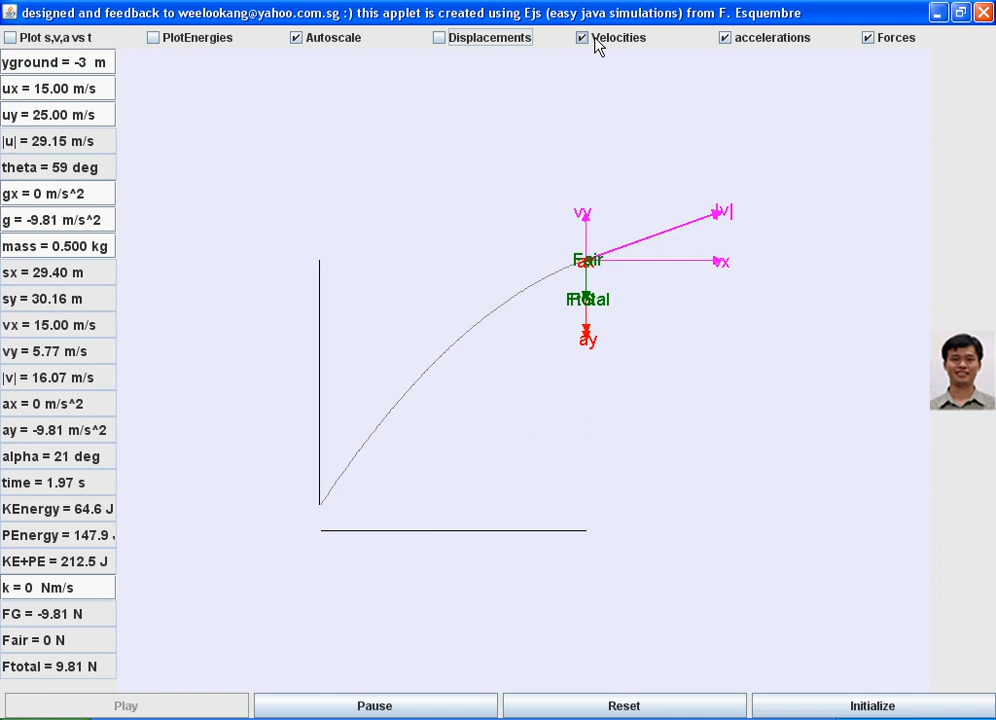 designed and feedback to weelookang@yahoo.com.sg :) this applet is created using Ejs (easy java simulations) from F. Esquembre
Plot s,v,a vs t PlotEnergies Autoscale Displacements Velocities accelerations Forces
yground = -3 m
ux = 15.00 m/s
uy = 25.00 m/s
|u| = 29.15 m/s
theta = 59 deg
gx = 0 m/s^2
g = -9.81 m/s^2
mass = 0.500 kg
sx = 29.40 m
sy = 30.16 m
vx = 15.00 m/s
vy = 5.77 m/s
|v| = 16.07 m/s
ax = 0 m/s^2
ay = -9.81 m/s^2
alpha = 21 deg
time = 1.97 s
KEnergy = 64.6 J
PEnergy = 147.9
KE+PE = 212.5 J
k = 0 Nm/s
FG = -9.81 N
Fair = 0 N
Ftotal = 9.81 N
vy |v|
Fair vx
Ftotal
ay
Play Pause Reset Initialize